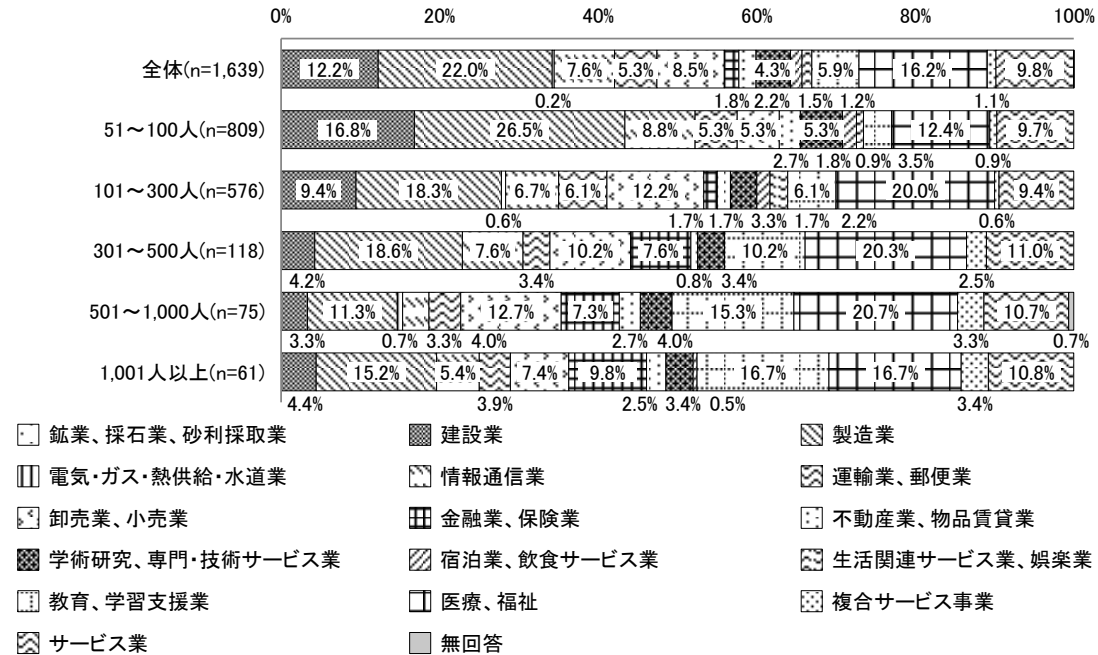 0% 20% 40% 60% 80% 100%
全体(n=1,639) 12.2% 22.0% 7.6% 5.3% 8.5% 4.3% 5.9% 16.2% 9.8%
0.2% 1.8% 2.2% 1.5% 1.2% 1.1%
51～100人(n=809) 16.8% 26.5% 8.8% 5.3% 5.3% 5.3% 12.4% 9.7%
2.7% 1.8% 0.9% 3.5% 0.9%
101～300人(n=576) 9.4% 18.3% 6.7% 6.1% 12.2% 6.1% 20.0% 9.4%
0.6% 1.7% 1.7% 3.3% 1.7% 2.2% 0.6%
301～500人(n=118) 18.6% 7.6% 10.2% 7.6% 10.2% 20.3% 11.0%
4.2% 3.4% 0.8% 3.4% 2.5%
501～1,000人(n=75) 11.3% 12.7% 7.3% 15.3% 20.7% 10.7%
3.3% 0.7% 3.3% 4.0% 2.7% 4.0% 3.3% 0.7%
1,001人以上(n=61) 15.2% 5.4% 7.4% 9.8% 16.7% 16.7% 10.8%
4.4% 3.9% 2.5% 3.4% 0.5% 3.4%
鉱業、採石業、砂利採取業 建設業 製造業
電気・ガス・熱供給・水道業 情報通信業 運輸業、郵便業
卸売業、小売業 金融業、保険業 不動産業、物品賃貸業
学術研究、専門・技術サービス業 宿泊業、飲食サービス業 生活関連サービス業、娯楽業
教育、学習支援業 医療、福祉 複合サービス事業
サービス業 無回答